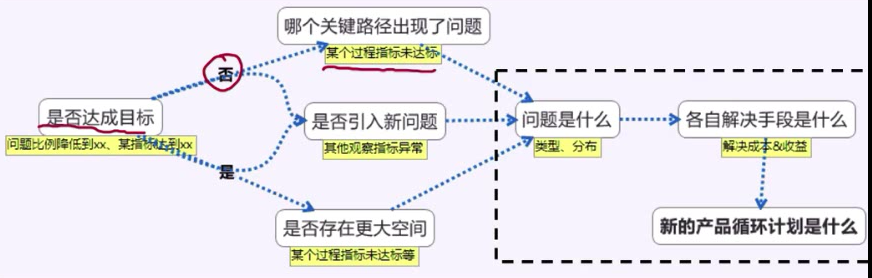 哪个关键路径出现了问题
某个过程指标未达标
否
是否达成目标
问题比例降低到xx、某指标达到xx
是否引入新问题
其他观察指标异常
问题是什么
类型、分布
各自解决手段是什么
解决成本&收益
是
是否存在更大空间
某个过程指标未达标等
新的产品循环计划是什么